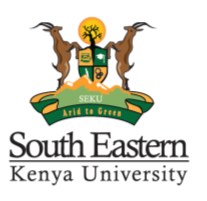 SEKU
Arid to Green
South Eastern
Kenya University